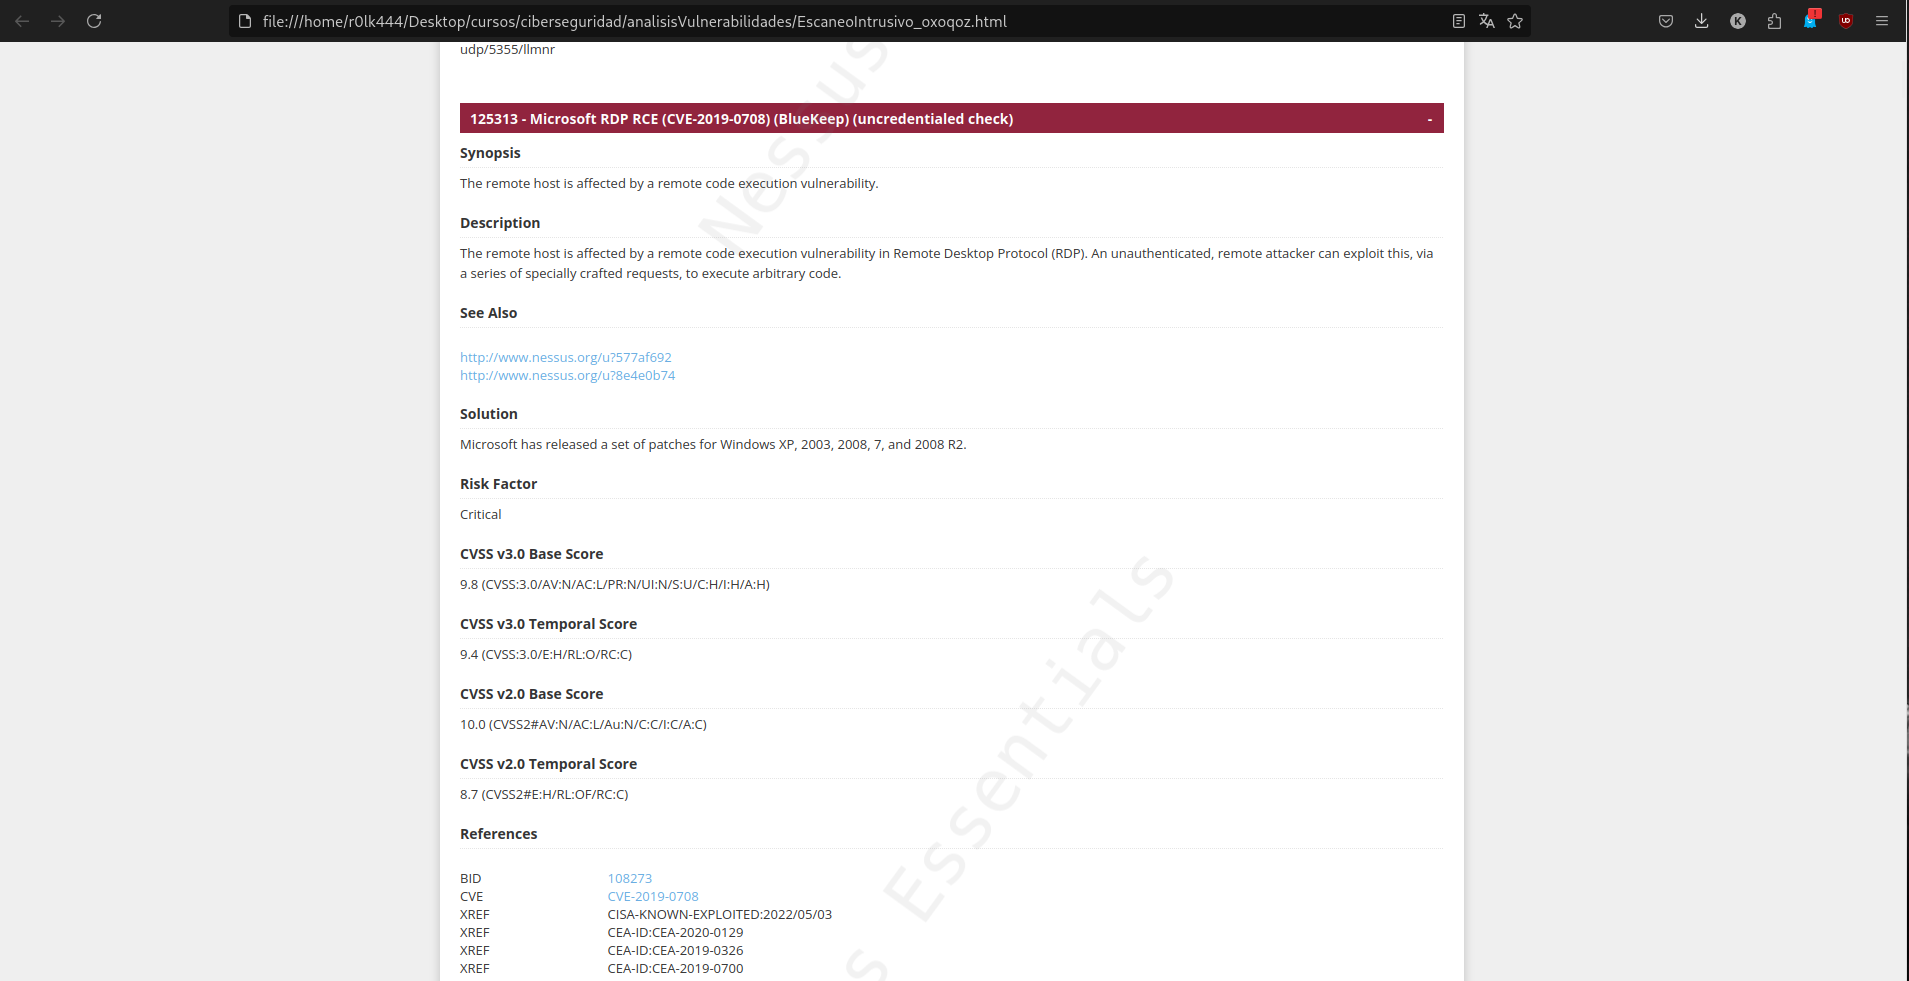 file:///home/r0lk444/Desktop/cursos/ciberseguridad/analisisVulnerabilidades/EscaneoIntrusivo_oxoqoz.html
K
!
UD
udp/5355/llmnr
Nessus
125313 - Microsoft RDP RCE (CVE-2019-0708) (BlueKeep) (uncredentialed check) -
Synopsis
The remote host is affected by a remote code execution vulnerability.
Description
The remote host is affected by a remote code execution vulnerability in Remote Desktop Protocol (RDP). An unauthenticated, remote attacker can exploit this, via
a series of specially crafted requests, to execute arbitrary code.
See Also
http://www.nessus.org/u?577af692
http://www.nessus.org/u?8e4e0b74
Solution
Microsoft has released a set of patches for Windows XP, 2003, 2008, 7, and 2008 R2.
Risk Factor
Critical
CVSS v3.0 Base Score
9.8 (CVSS:3.0/AV:N/AC:L/PR:N/UI:N/S:U/C:H/I:H/A:H)
CVSS v3.0 Temporal Score
9.4 (CVSS:3.0/E:H/RL:O/RC:C)
CVSS v2.0 Base Score
10.0 (CVSS2#AV:N/AC:L/Au:N/C:C/I:C/A:C)
CVSS v2.0 Temporal Score
8.7 (CVSS2#E:H/RL:OF/RC:C)
References
s Essentials
BID 108273
CVE CVE-2019-0708
XREF CISA-KNOWN-EXPLOITED:2022/05/03
XREF CEA-ID:CEA-2020-0129
XREF CEA-ID:CEA-2019-0326
XREF CEA-ID:CEA-2019-0700